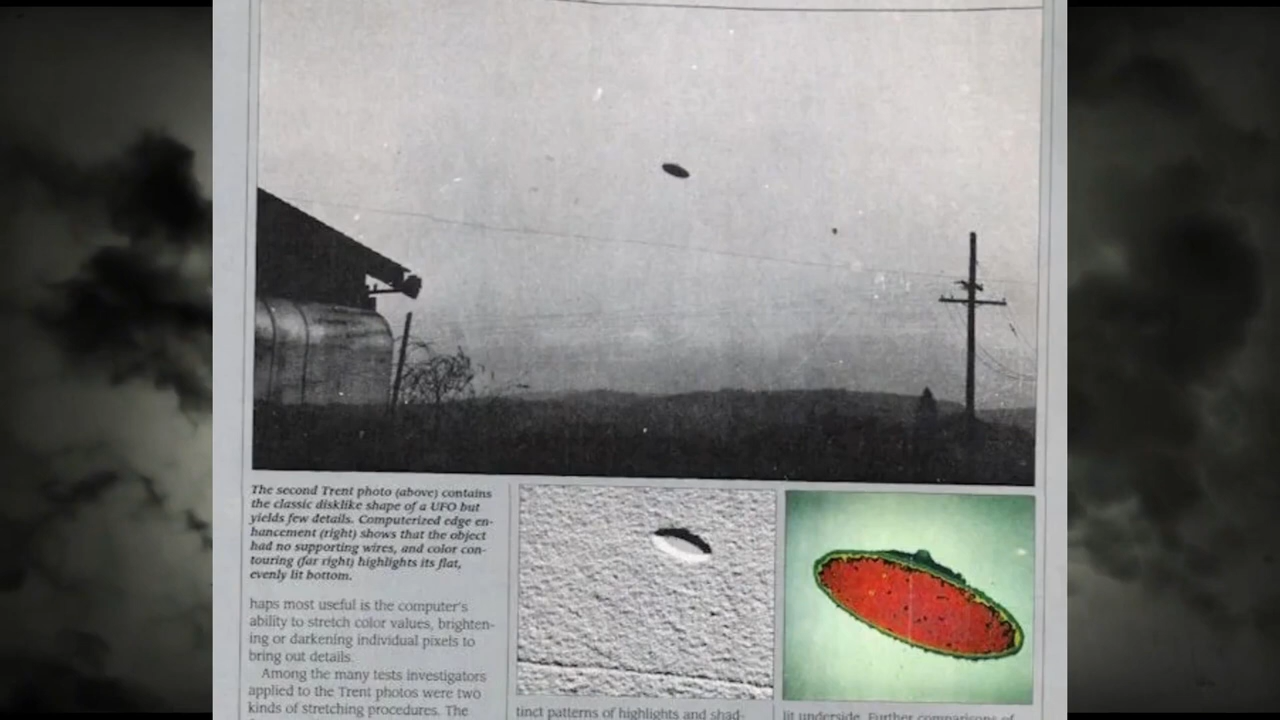 The second Trent photo (above) contains
the classic disklike shape of a UFO but
yields few details. Computerized edge en-
hancement (right) shows that the object
had no supporting wires, and color con-
touring (far right) highlights its flat,
evenly lit bottom.
haps most useful is the computer's
ability to stretch color values, brighten-
ing or darkening individual pixels to
bring out details.
Among the many tests investigators
applied to the Trent photos were two
kinds of stretching procedures. The
tinct patterns of highlights and shad-
lit underside. Further comparisons of